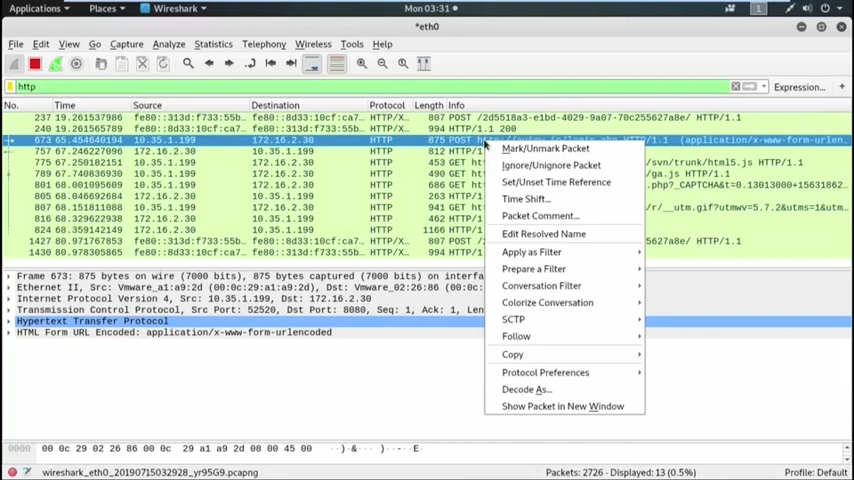 Applications Places Wireshark Mon 03:31 1
*eth0
File Edit View Go Capture Analyze Statistics Telephony Wireless Tools Help
http Expression… +
No. Time Source Destination Protocol Length Info
237 19.261537986 fe80::313d:f733:55b… fe80::8d33:10cf:ca7… HTTP/X… 807 POST /2d5518a3-e1bd-4029-9a07-70c255627a8e/ HTTP/1.1
240 19.261565789 fe80::8d33:10cf:ca7… fe80::313d:f733:55b… HTTP/X… 994 HTTP/1.1 200
673 65.454640194 10.35.1.199 172.16.2.30 HTTP 875 POST HTTP/1.1 (application/x-www-form-urlen…
757 67.212277096 172.16.2.30 10.35.1.199 HTTP 812 HTTP/1
775 67.250182151 10.35.1.199 172.16.2.30 HTTP 453 GET h /svn/trunk/html5.js HTTP/1.1
789 67.740836930 10.35.1.199 172.16.2.30 HTTP 490 GET h /ga.js HTTP/1.1
801 68.001095609 10.35.1.199 172.16.2.30 HTTP 686 GET h php?_CAPTCHA&t=0.13013000+15631862…
805 68.046692684 172.16.2.30 10.35.1.199 HTTP 263 HTTP/1
807 68.151811088 10.35.1.199 172.16.2.30 HTTP 941 GET h /r/__utm.gif?utmwv=5.7.2&utms=1&utm…
816 68.329622938 172.16.2.30 10.35.1.199 HTTP 462 HTTP/1
824 68.359142149 172.16.2.30 10.35.1.199 HTTP 1166 HTTP/1
1427 80.971767853 fe80::313d:f733:55b… fe80::8d33:10cf:ca7… HTTP/X… 807 POST /2 55627a8e/ HTTP/1.1
1430 80.978305865 fe80::8d33:10cf:ca7… fe80::313d:f733:55b… HTTP/X… 994 HTTP/1
Mark/Unmark Packet
Ignore/Unignore Packet
Set/Unset Time Reference
Time Shift…
Packet Comment…
Edit Resolved Name
Apply as Filter
Prepare a Filter
Conversation Filter
Colorize Conversation
SCTP
Follow
Copy
Protocol Preferences
Decode As…
Show Packet in New Window
Frame 673: 875 bytes on wire (7000 bits), 875 bytes captured (7000 bits) on interfa
Ethernet II, Src: Vmware_a1:a9:2d (00:0c:29:a1:a9:2d), Dst: Vmware_02:26:86 (00:0c:
Internet Protocol Version 4, Src: 10.35.1.199, Dst: 172.16.2.30
Transmission Control Protocol, Src Port: 52520, Dst Port: 8080, Seq: 1, Ack: 1, Len
Hypertext Transfer Protocol
HTML Form URL Encoded: application/x-www-form-urlencoded
0000 00 0c 29 02 26 86 00 0c 29 a1 a9 2d 08 00 45 00 ··)·&··· )··-··E·
wireshark_eth0_20190715032928_yr95G9.pcapng Packets: 2726 · Displayed: 13 (0.5%) Profile: Default